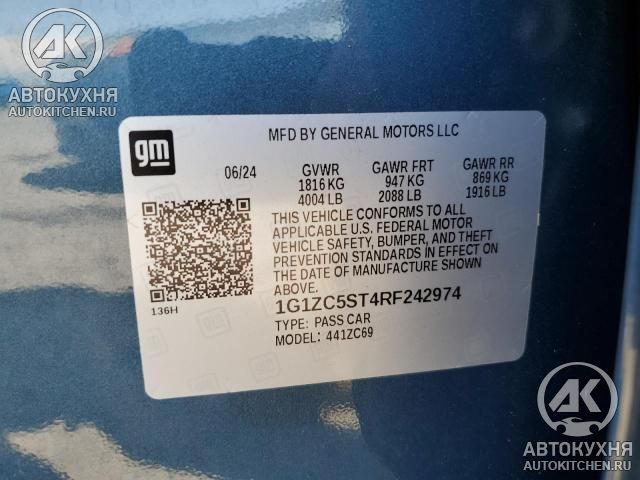 АК
АВТОКУХНЯ
AUTOKITCHEN.RU
gm
MFD BY GENERAL MOTORS LLC
06/24
GVWR
1816 KG
4004 LB
GAWR FRT
947 KG
2088 LB
GAWR RR
869 KG
1916 LB
THIS VEHICLE CONFORMS TO ALL
APPLICABLE U.S. FEDERAL MOTOR
VEHICLE SAFETY, BUMPER, AND THEFT
PREVENTION STANDARDS IN EFFECT ON
THE DATE OF MANUFACTURE SHOWN
ABOVE.
136H
1G1ZC5ST4RF242974
TYPE: PASS CAR
MODEL: 441ZC69
АК
АВТОКУХНЯ
AUTOKITCHEN.RU